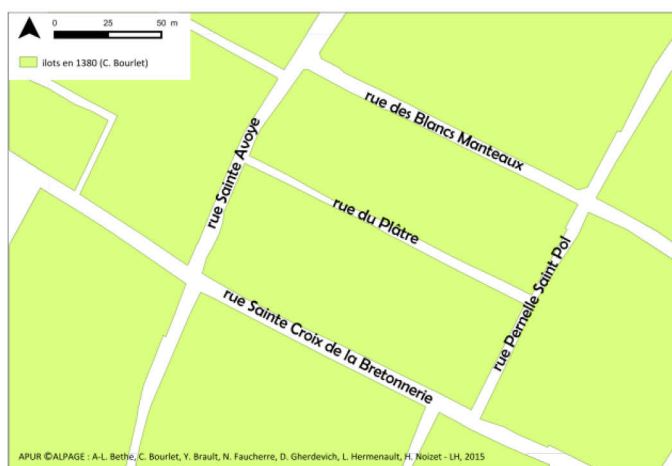 0 25 50 m
ilots en 1380 (C. Bourlet)
rue des Blancs Manteaux
rue Sainte Avoye
rue du Plâtre
rue Pernelle Saint Pol
rue Sainte Croix de la Bretonnerie
APUR ©ALPAGE : A-L. Bethe, C. Bourlet, Y. Brault, N. Faucherre, D. Gherdevich, L. Hermenault, H. Noizet - LH, 2015